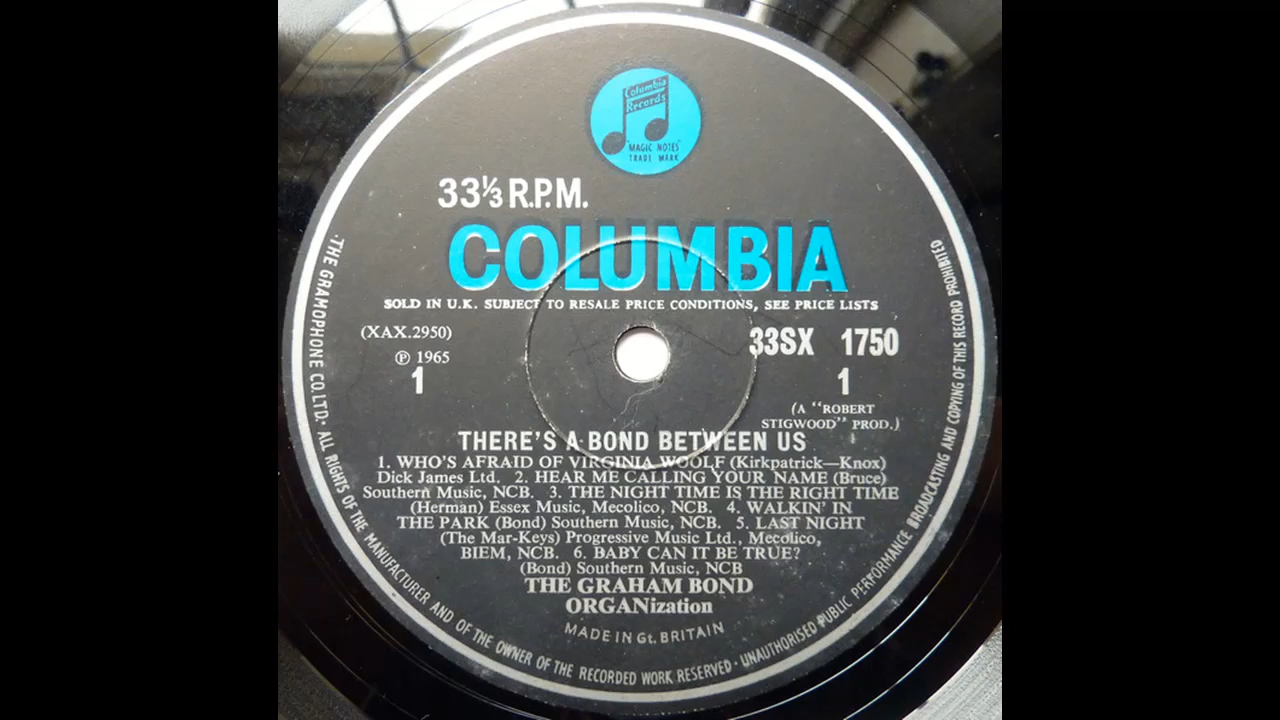 Columbia
Records
"MAGIC NOTES"
TRADE MARK
33⅓ R.P.M.
COLUMBIA
SOLD IN U.K. SUBJECT TO RESALE PRICE CONDITIONS, SEE PRICE LISTS
(XAX.2950)
33SX 1750
℗ 1965
1
1
(A "ROBERT
STIGWOOD" PROD.)
THERE'S A BOND BETWEEN US
1. WHO'S AFRAID OF VIRGINIA WOOLF (Kirkpatrick—Knox)
Dick James Ltd. 2. HEAR ME CALLING YOUR NAME (Bruce)
Southern Music, NCB. 3. THE NIGHT TIME IS THE RIGHT TIME
(Herman) Essex Music, Mecolico, NCB. 4. WALKIN' IN
THE PARK (Bond) Southern Music, NCB. 5. LAST NIGHT
(The Mar-Keys) Progressive Music Ltd., Mecolico,
BIEM, NCB. 6. BABY CAN IT BE TRUE?
(Bond) Southern Music, NCB
THE GRAHAM BOND
ORGANization
MADE IN Gt. BRITAIN
THE GRAMOPHONE CO. LTD. · ALL RIGHTS OF THE MANUFACTURER AND OF THE OWNER OF THE RECORDED WORK RESERVED · UNAUTHORISED PUBLIC PERFORMANCE BROADCASTING AND COPYING OF THIS RECORD PROHIBITED